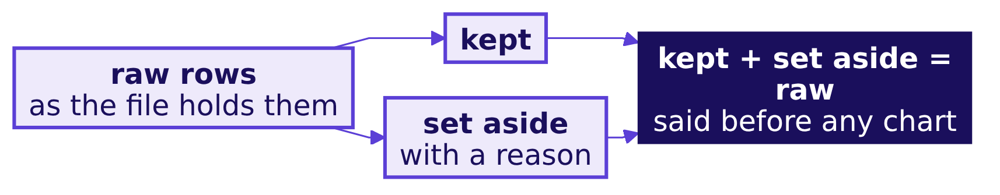 raw rows
as the file holds them
kept
set aside
with a reason
kept + set aside =
raw
said before any chart